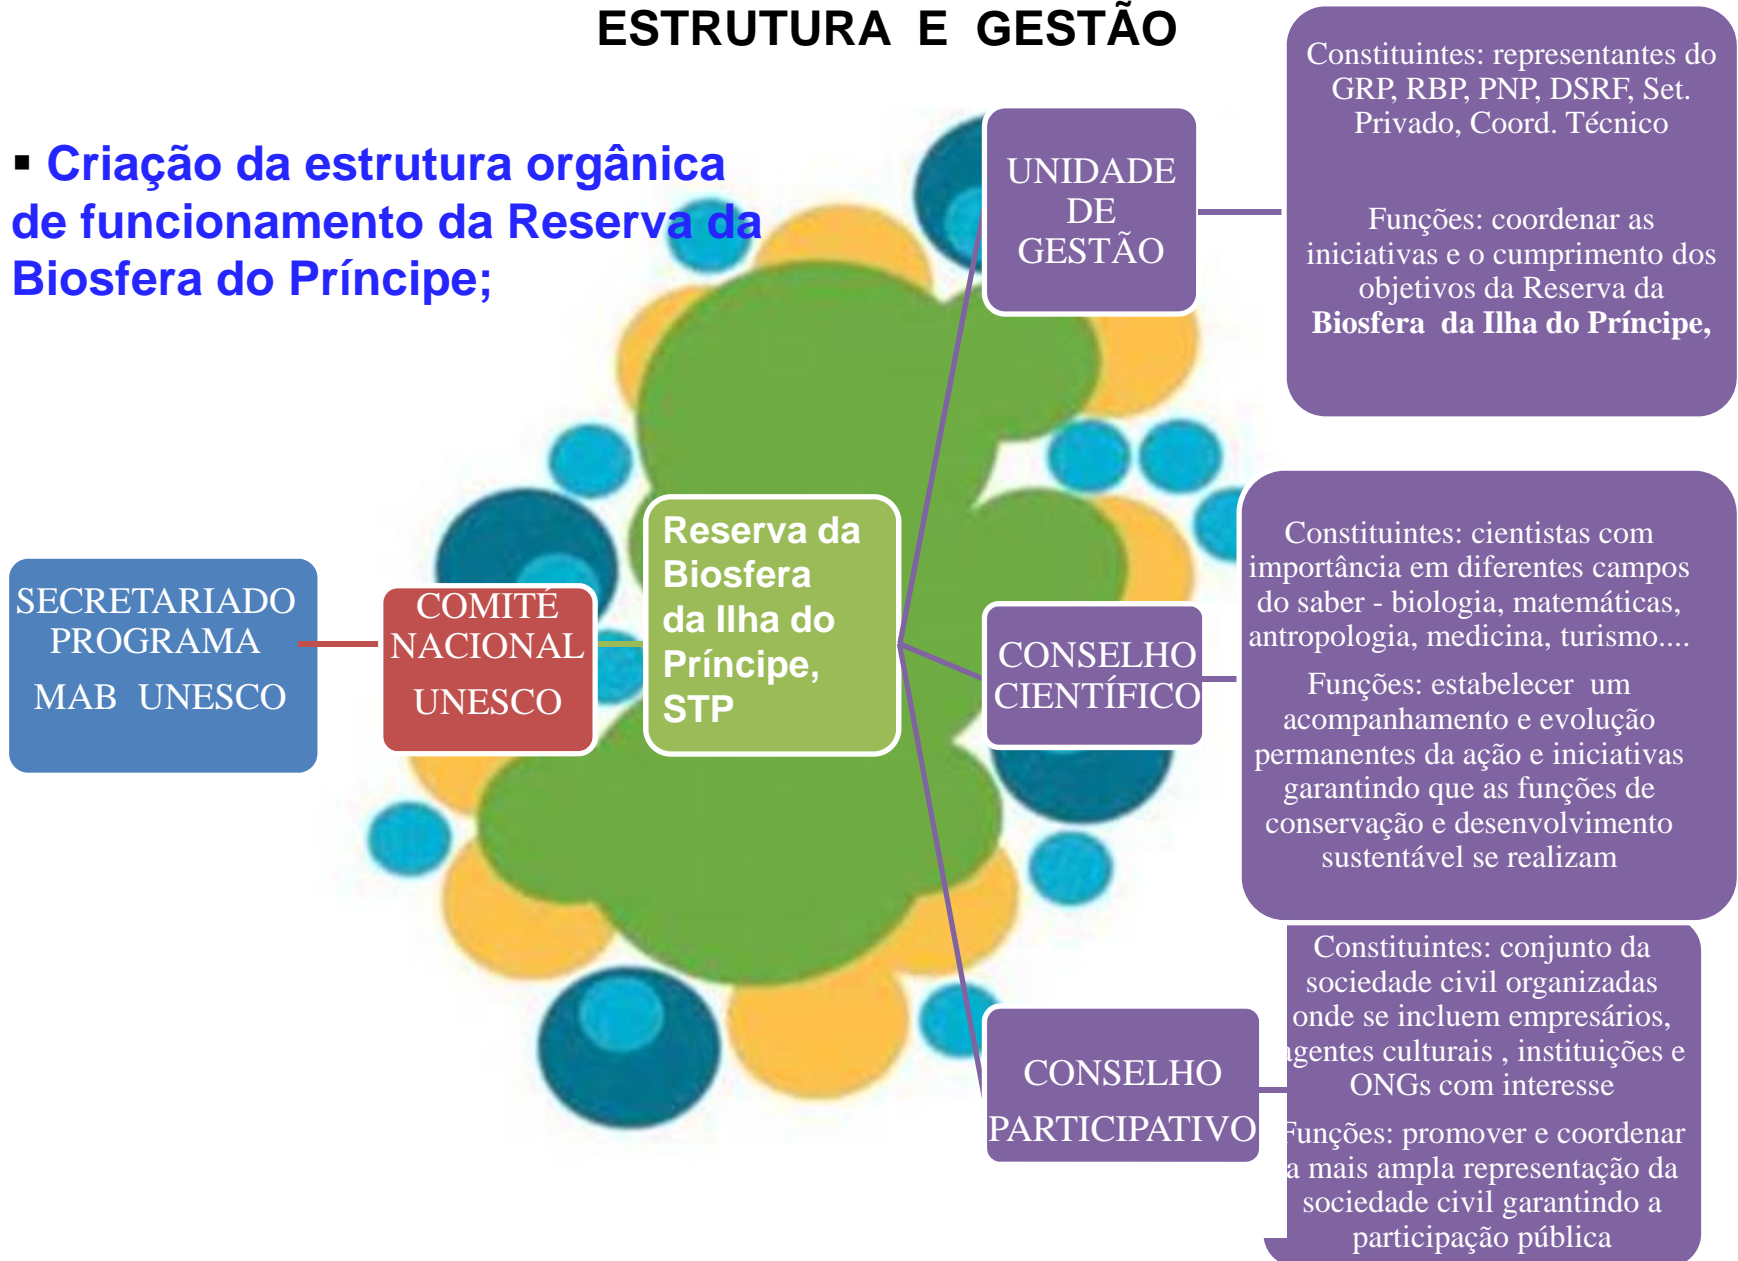 ESTRUTURA E GESTÃO
▪ Criação da estrutura orgânica
de funcionamento da Reserva da
Biosfera do Príncipe;
SECRETARIADO
PROGRAMA
MAB UNESCO
COMITÉ
NACIONAL
UNESCO
Reserva da
Biosfera
da Ilha do
Príncipe,
STP
UNIDADE
DE
GESTÃO
Constituintes: representantes do
GRP, RBP, PNP, DSRF, Set.
Privado, Coord. Técnico
Funções: coordenar as
iniciativas e o cumprimento dos
objetivos da Reserva da
Biosfera da Ilha do Príncipe,
CONSELHO
CIENTÍFICO
Constituintes: cientistas com
importância em diferentes campos
do saber - biologia, matemáticas,
antropologia, medicina, turismo....
Funções: estabelecer um
acompanhamento e evolução
permanentes da ação e iniciativas
garantindo que as funções de
conservação e desenvolvimento
sustentável se realizam
CONSELHO
PARTICIPATIVO
Constituintes: conjunto da
sociedade civil organizadas
onde se incluem empresários,
agentes culturais , instituições e
ONGs com interesse
Funções: promover e coordenar
a mais ampla representação da
sociedade civil garantindo a
participação pública